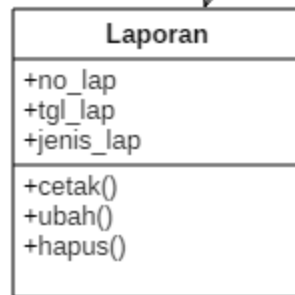 Laporan
+no_lap
+tgl_lap
+jenis_lap
+cetak()
+ubah()
+hapus()